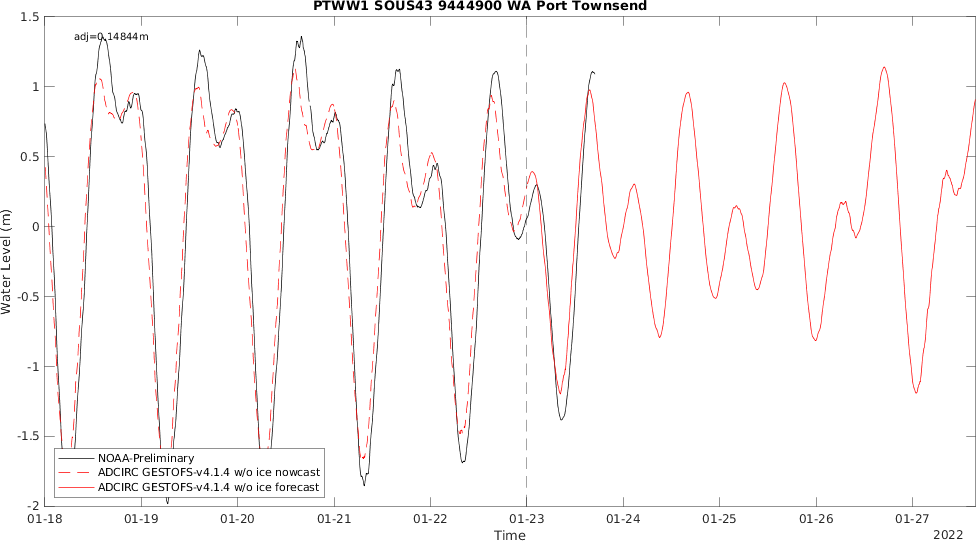 PTWW1 SOUS43 9444900 WA Port Townsend
adj=0.14844m
1.5
1
0.5
0
-0.5
-1
-1.5
-2
Water Level (m)
NOAA-Preliminary
ADCIRC GESTOFS-v4.1.4 w/o ice nowcast
ADCIRC GESTOFS-v4.1.4 w/o ice forecast
01-18 01-19 01-20 01-21 01-22 01-23 01-24 01-25 01-26 01-27
Time
2022